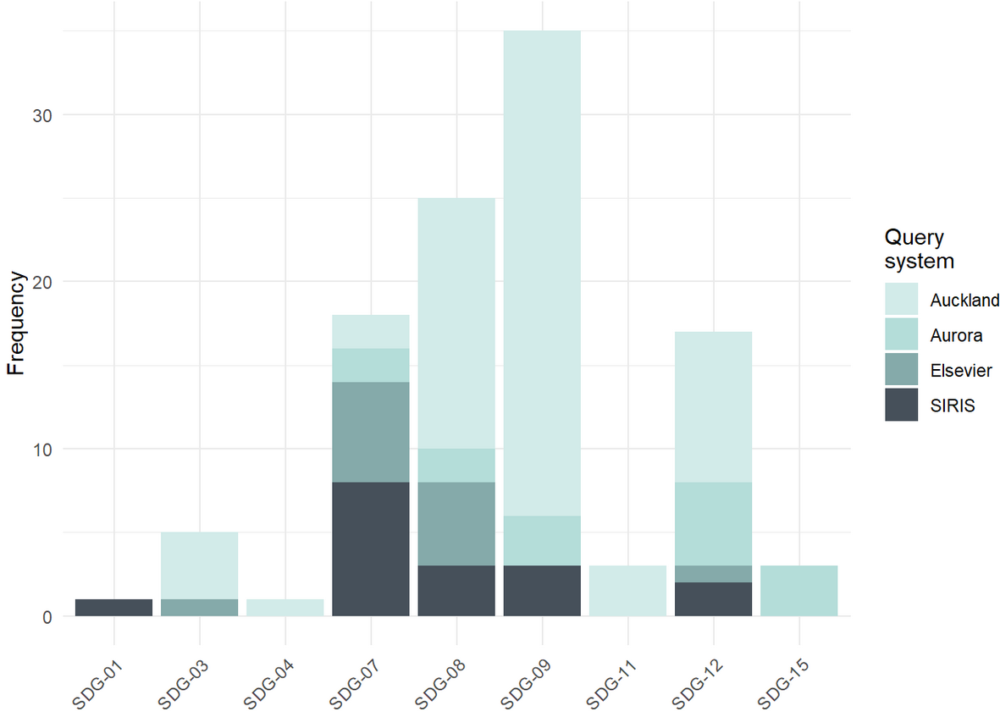 Frequency
30
20
10
0
SDG-01
SDG-03
SDG-04
SDG-07
SDG-08
SDG-09
SDG-11
SDG-12
SDG-15
Query
system
Auckland
Aurora
Elsevier
SIRIS